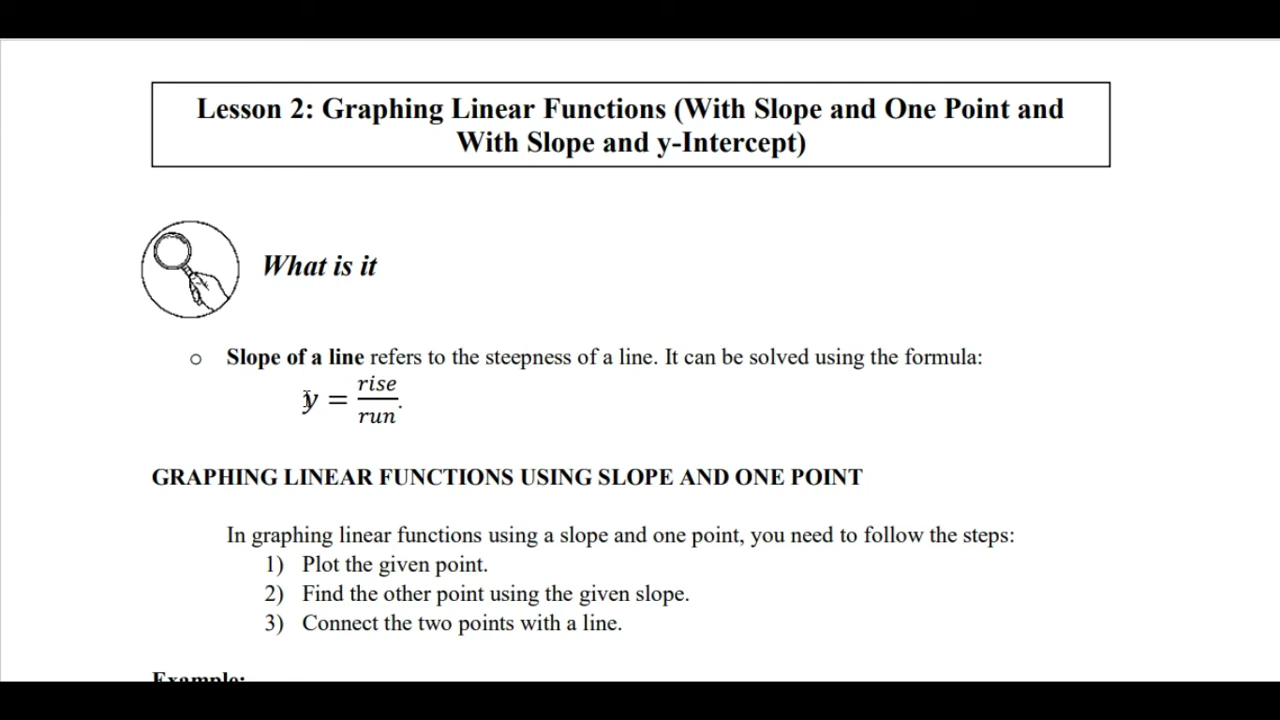 Lesson 2: Graphing Linear Functions (With Slope and One Point and
With Slope and y-Intercept)
What is it
o Slope of a line refers to the steepness of a line. It can be solved using the formula:
y = rise/run.
GRAPHING LINEAR FUNCTIONS USING SLOPE AND ONE POINT
In graphing linear functions using a slope and one point, you need to follow the steps:
1) Plot the given point.
2) Find the other point using the given slope.
3) Connect the two points with a line.
Example: